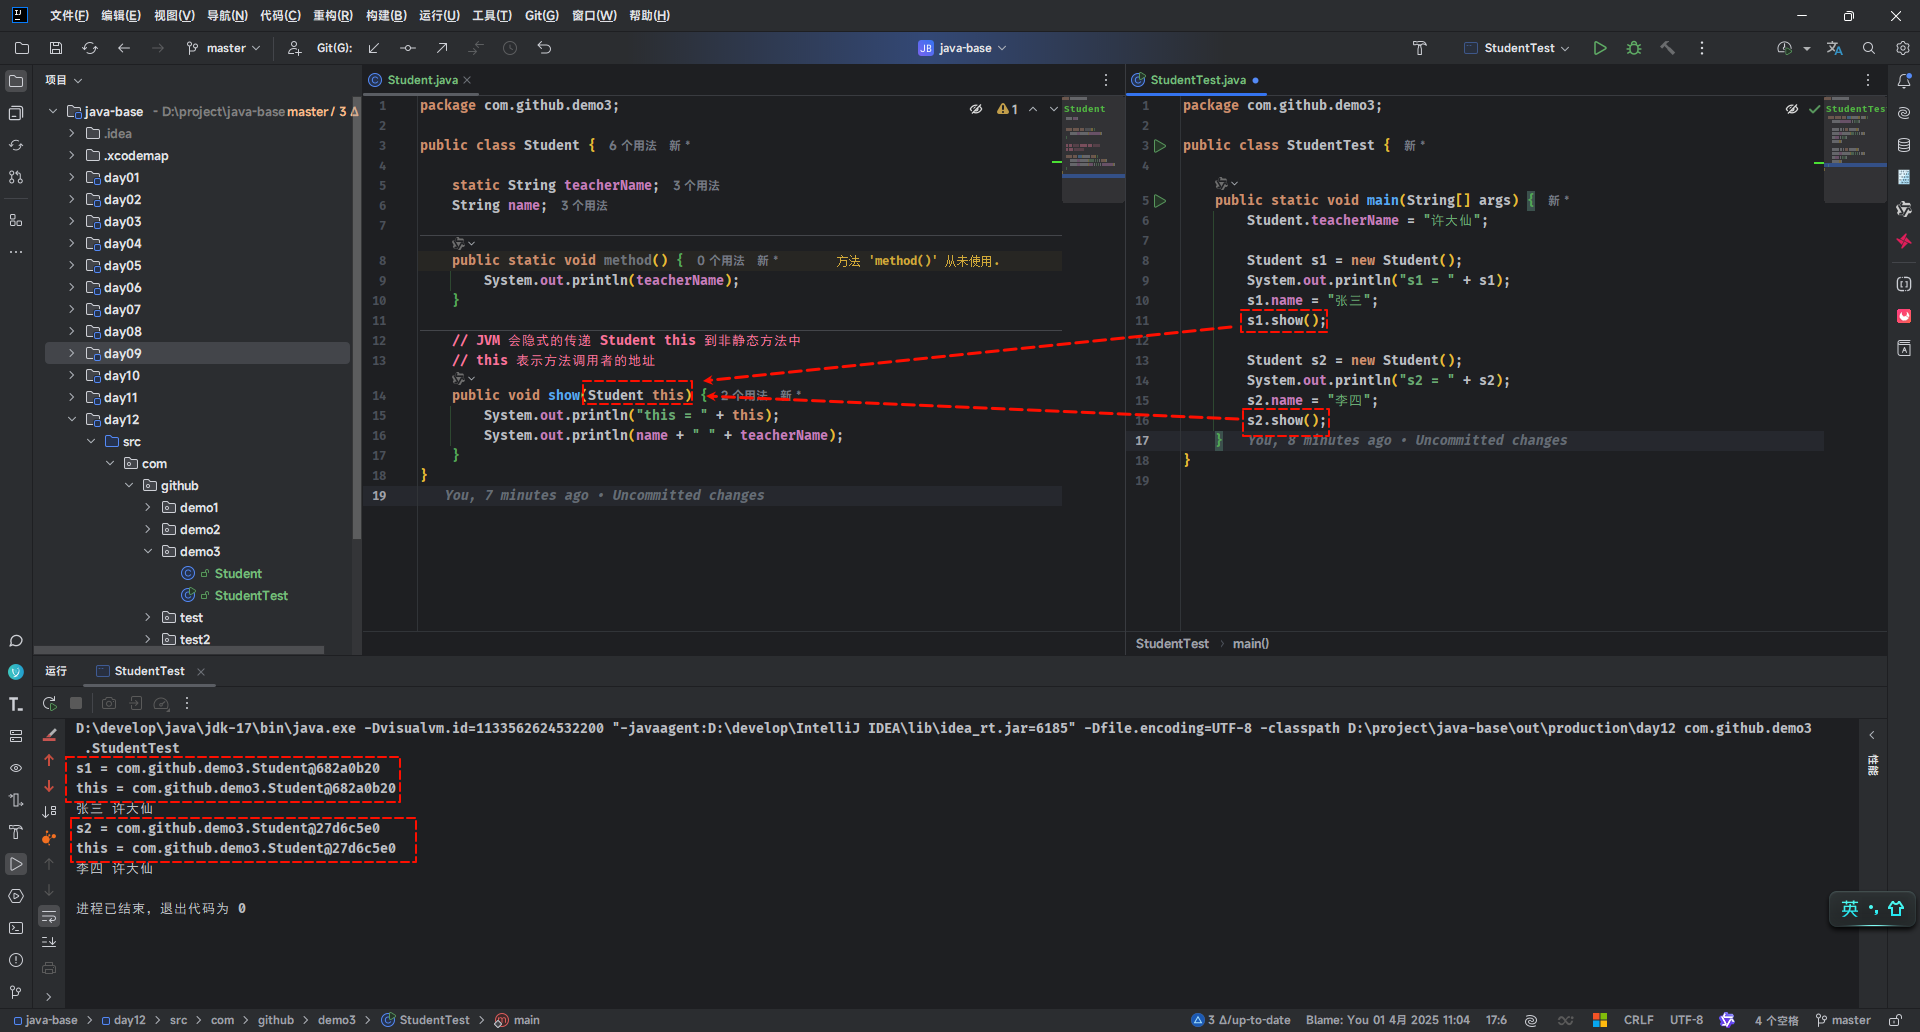 文件(F) 编辑(E) 视图(V) 导航(N) 代码(C) 重构(R) 构建(B) 运行(U) 工具(T) Git(G) 窗口(W) 帮助(H)
master Git(G): JB java-base StudentTest
项目
java-base - D:\project\java-base master / 3 Δ
.idea
.xcodemap
day01
day02
day03
day04
day05
day06
day07
day08
day09
day10
day11
day12
src
com
github
demo1
demo2
demo3
Student
StudentTest
test
test2
Student.java
1 package com.github.demo3;
2
3 public class Student { 6 个用法 新 *
4
5 static String teacherName; 3 个用法
6 String name; 3 个用法
7
8 public static void method() { 0 个用法 新 * 方法 'method()' 从未使用.
9 System.out.println(teacherName);
10 }
11
12 // JVM 会隐式的传递 Student this 到非静态方法中
13 // this 表示方法调用者的地址
14 public void show(Student this) { 2 个用法 新 *
15 System.out.println("this = " + this);
16 System.out.println(name + " " + teacherName);
17 }
18 }
19 You, 7 minutes ago • Uncommitted changes
1
Student
StudentTest.java
1 package com.github.demo3;
2
3 public class StudentTest { 新 *
4
5 public static void main(String[] args) { 新 *
6 Student.teacherName = "许大仙";
7
8 Student s1 = new Student();
9 System.out.println("s1 = " + s1);
10 s1.name = "张三";
11 s1.show();
12
13 Student s2 = new Student();
14 System.out.println("s2 = " + s2);
15 s2.name = "李四";
16 s2.show();
17 } You, 8 minutes ago • Uncommitted changes
18 }
19
StudentTes
StudentTest › main()
运行 StudentTest
D:\develop\java\jdk-17\bin\java.exe -Dvisualvm.id=1133562624532200 "-javaagent:D:\develop\IntelliJ IDEA\lib\idea_rt.jar=6185" -Dfile.encoding=UTF-8 -classpath D:\project\java-base\out\production\day12 com.github.demo3
.StudentTest
s1 = com.github.demo3.Student@682a0b20
this = com.github.demo3.Student@682a0b20
张三 许大仙
s2 = com.github.demo3.Student@27d6c5e0
this = com.github.demo3.Student@27d6c5e0
李四 许大仙
进程已结束，退出代码为 0
性能
英
java-base › day12 › src › com › github › demo3 › StudentTest › main
3 Δ/up-to-date Blame: You 01 4月 2025 11:04 17:6 CRLF UTF-8 4 个空格 master